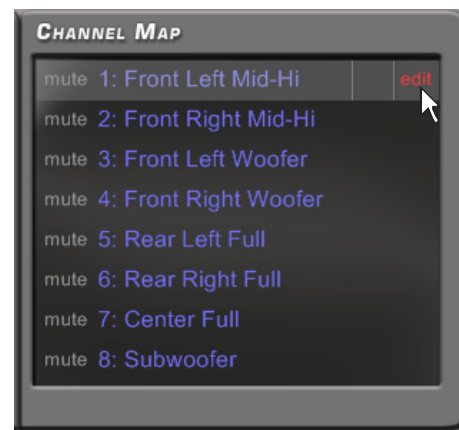 Channel Map
mute 1: Front Left Mid-Hi edit
mute 2: Front Right Mid-Hi
mute 3: Front Left Woofer
mute 4: Front Right Woofer
mute 5: Rear Left Full
mute 6: Rear Right Full
mute 7: Center Full
mute 8: Subwoofer